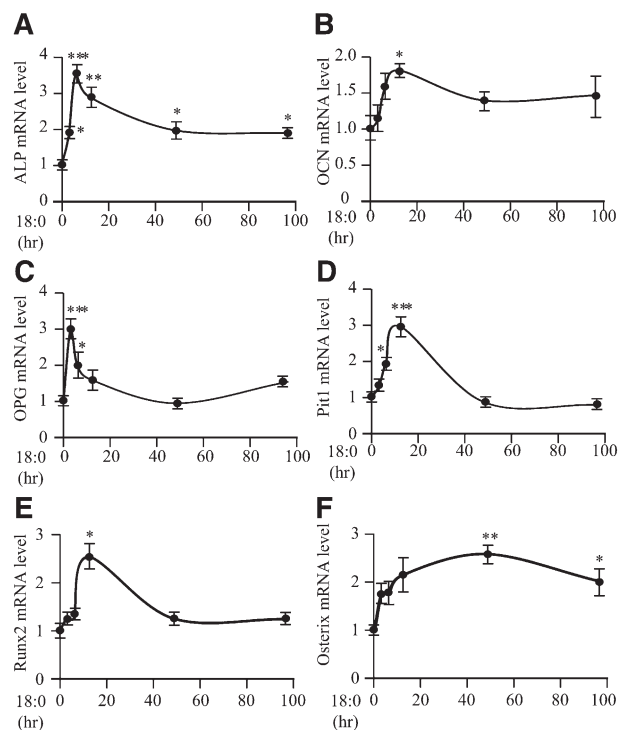 A
ALP mRNA level
4
3
2
1
0
***
**
*
*
*
18:0
(hr)
0 20 40 60 80 100
B
OCN mRNA level
2.0
1.5
1.0
0.5
0
*
18:0
(hr)
0 20 40 60 80 100
C
OPG mRNA level
4
3
2
1
0
***
*
18:0
(hr)
0 20 40 60 80 100
D
Pit1 mRNA level
4
3
2
1
0
***
*
18:0
(hr)
0 20 40 60 80 100
E
Runx2 mRNA level
3
2
1
0
*
18:0
(hr)
0 20 40 60 80 100
F
Osterix mRNA level
3
2
1
0
**
*
18:0
(hr)
0 20 40 60 80 100